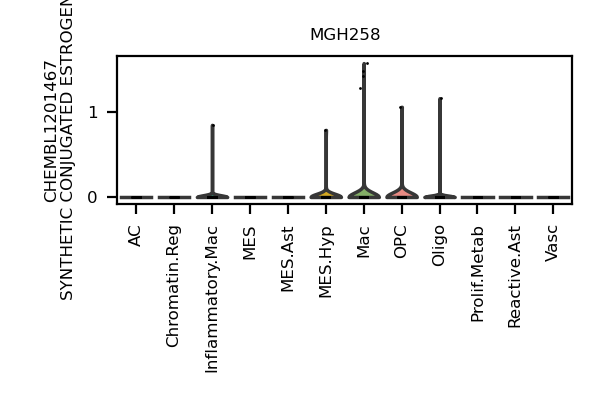 MGH258
CHEMBL1201467
SYNTHETIC CONJUGATED
1
0
AC
Chromatin.Reg
Inflammatory.Mac
MES
MES.Ast
MES.Hyp
Mac
OPC
Oligo
Prolif.Metab
Reactive.Ast
Vasc